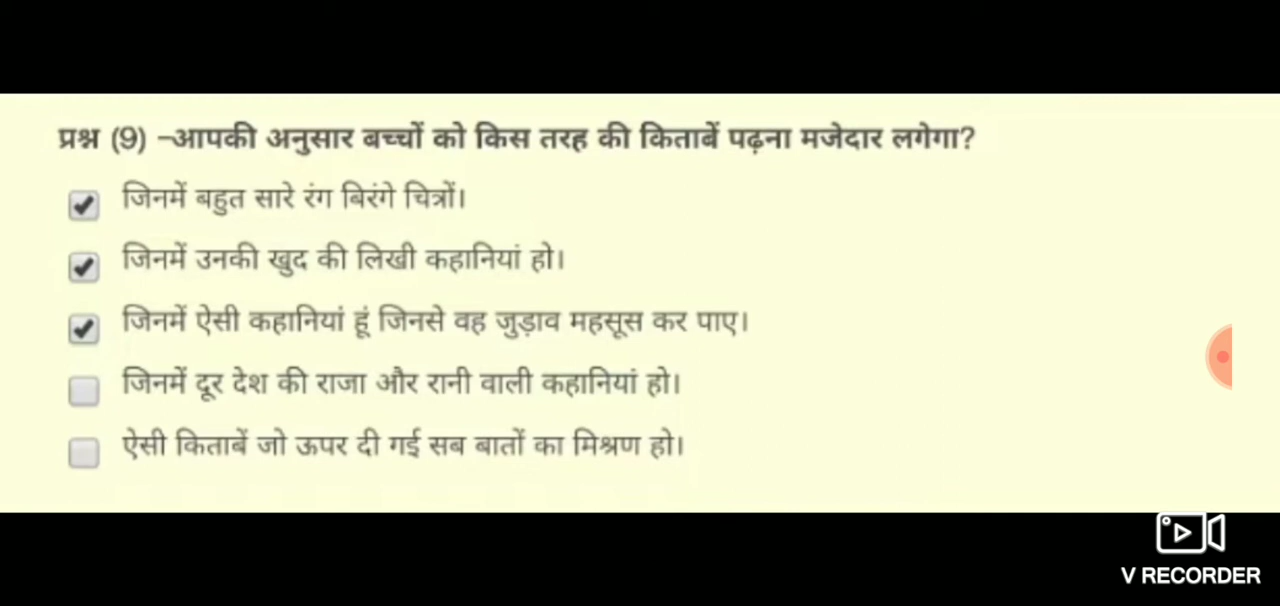 प्रश्न (9) –आपकी अनुसार बच्चों को किस तरह की किताबें पढ़ना मजेदार लगेगा?
जिनमें बहुत सारे रंग बिरंगे चित्रों।
जिनमें उनकी खुद की लिखी कहानियां हो।
जिनमें ऐसी कहानियां हूं जिनसे वह जुड़ाव महसूस कर पाए।
जिनमें दूर देश की राजा और रानी वाली कहानियां हो।
ऐसी किताबें जो ऊपर दी गई सब बातों का मिश्रण हो।
V RECORDER